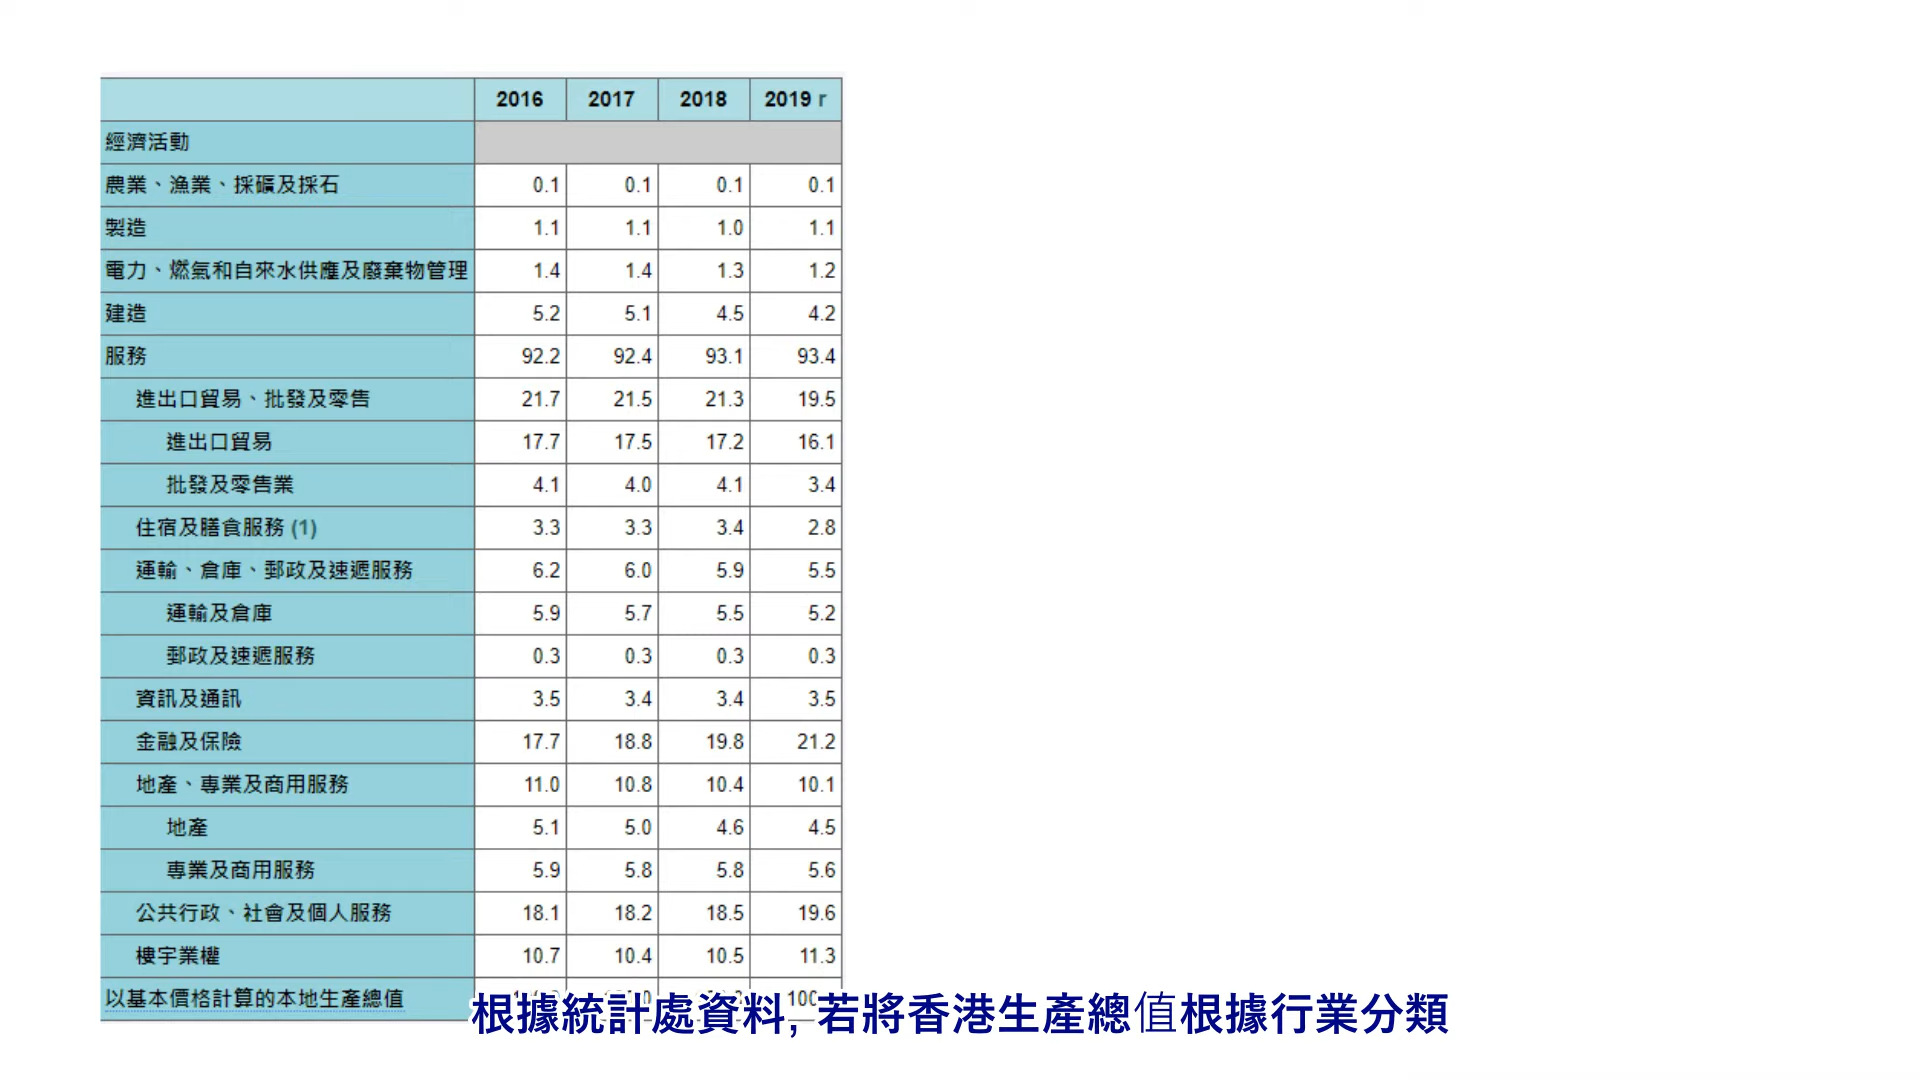 2016 2017 2018 2019 r
經濟活動
農業、漁業、採礦及採石 0.1 0.1 0.1 0.1
製造 1.1 1.1 1.0 1.1
電力、燃氣和自來水供應及廢棄物管理 1.4 1.4 1.3 1.2
建造 5.2 5.1 4.5 4.2
服務 92.2 92.4 93.1 93.4
進出口貿易、批發及零售 21.7 21.5 21.3 19.5
進出口貿易 17.7 17.5 17.2 16.1
批發及零售業 4.1 4.0 4.1 3.4
住宿及膳食服務 (1) 3.3 3.3 3.4 2.8
運輸、倉庫、郵政及速遞服務 6.2 6.0 5.9 5.5
運輸及倉庫 5.9 5.7 5.5 5.2
郵政及速遞服務 0.3 0.3 0.3 0.3
資訊及通訊 3.5 3.4 3.4 3.5
金融及保險 17.7 18.8 19.8 21.2
地產、專業及商用服務 11.0 10.8 10.4 10.1
地產 5.1 5.0 4.6 4.5
專業及商用服務 5.9 5.8 5.8 5.6
公共行政、社會及個人服務 18.1 18.2 18.5 19.6
樓宇業權 10.7 10.4 10.5 11.3
以基本價格計算的本地生產總值
根據統計處資料, 若將香港生產總值根據行業分類